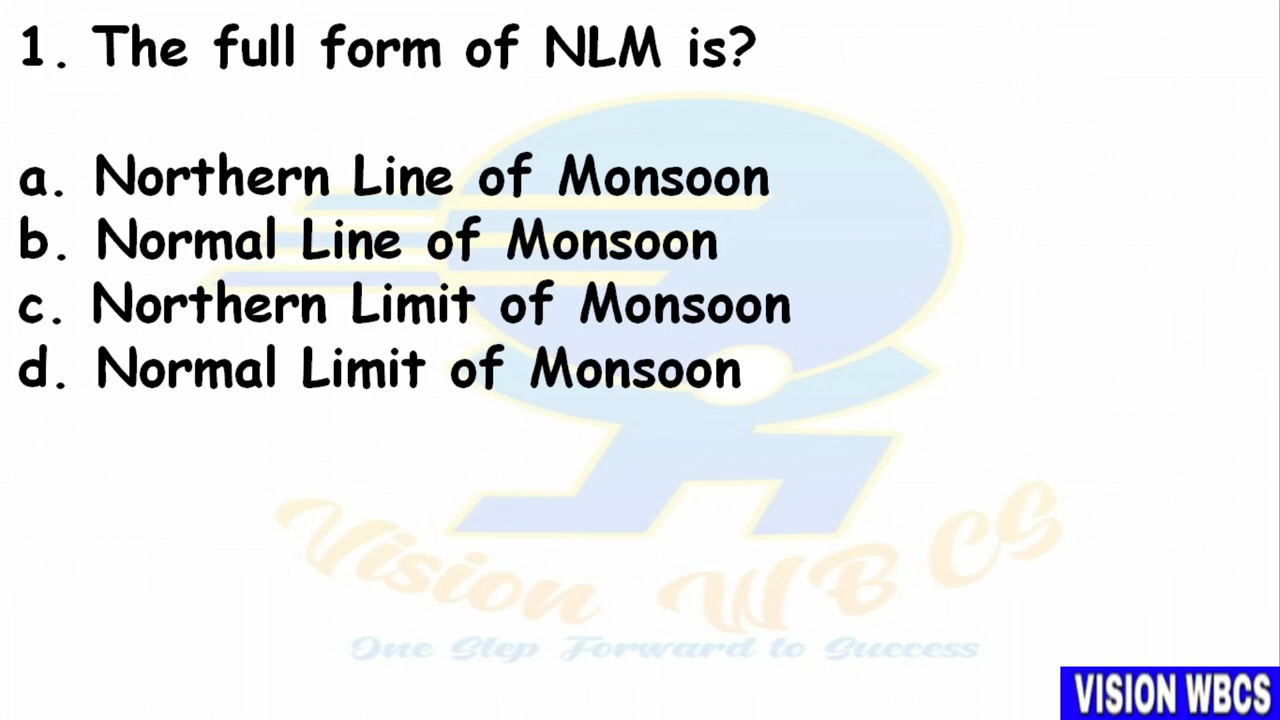 1. The full form of NLM is?
a. Northern Line of Monsoon
b. Normal Line of Monsoon
c. Northern Limit of Monsoon
d. Normal Limit of Monsoon
Vision WBCS
One Step Forward to Success
VISION WBCS